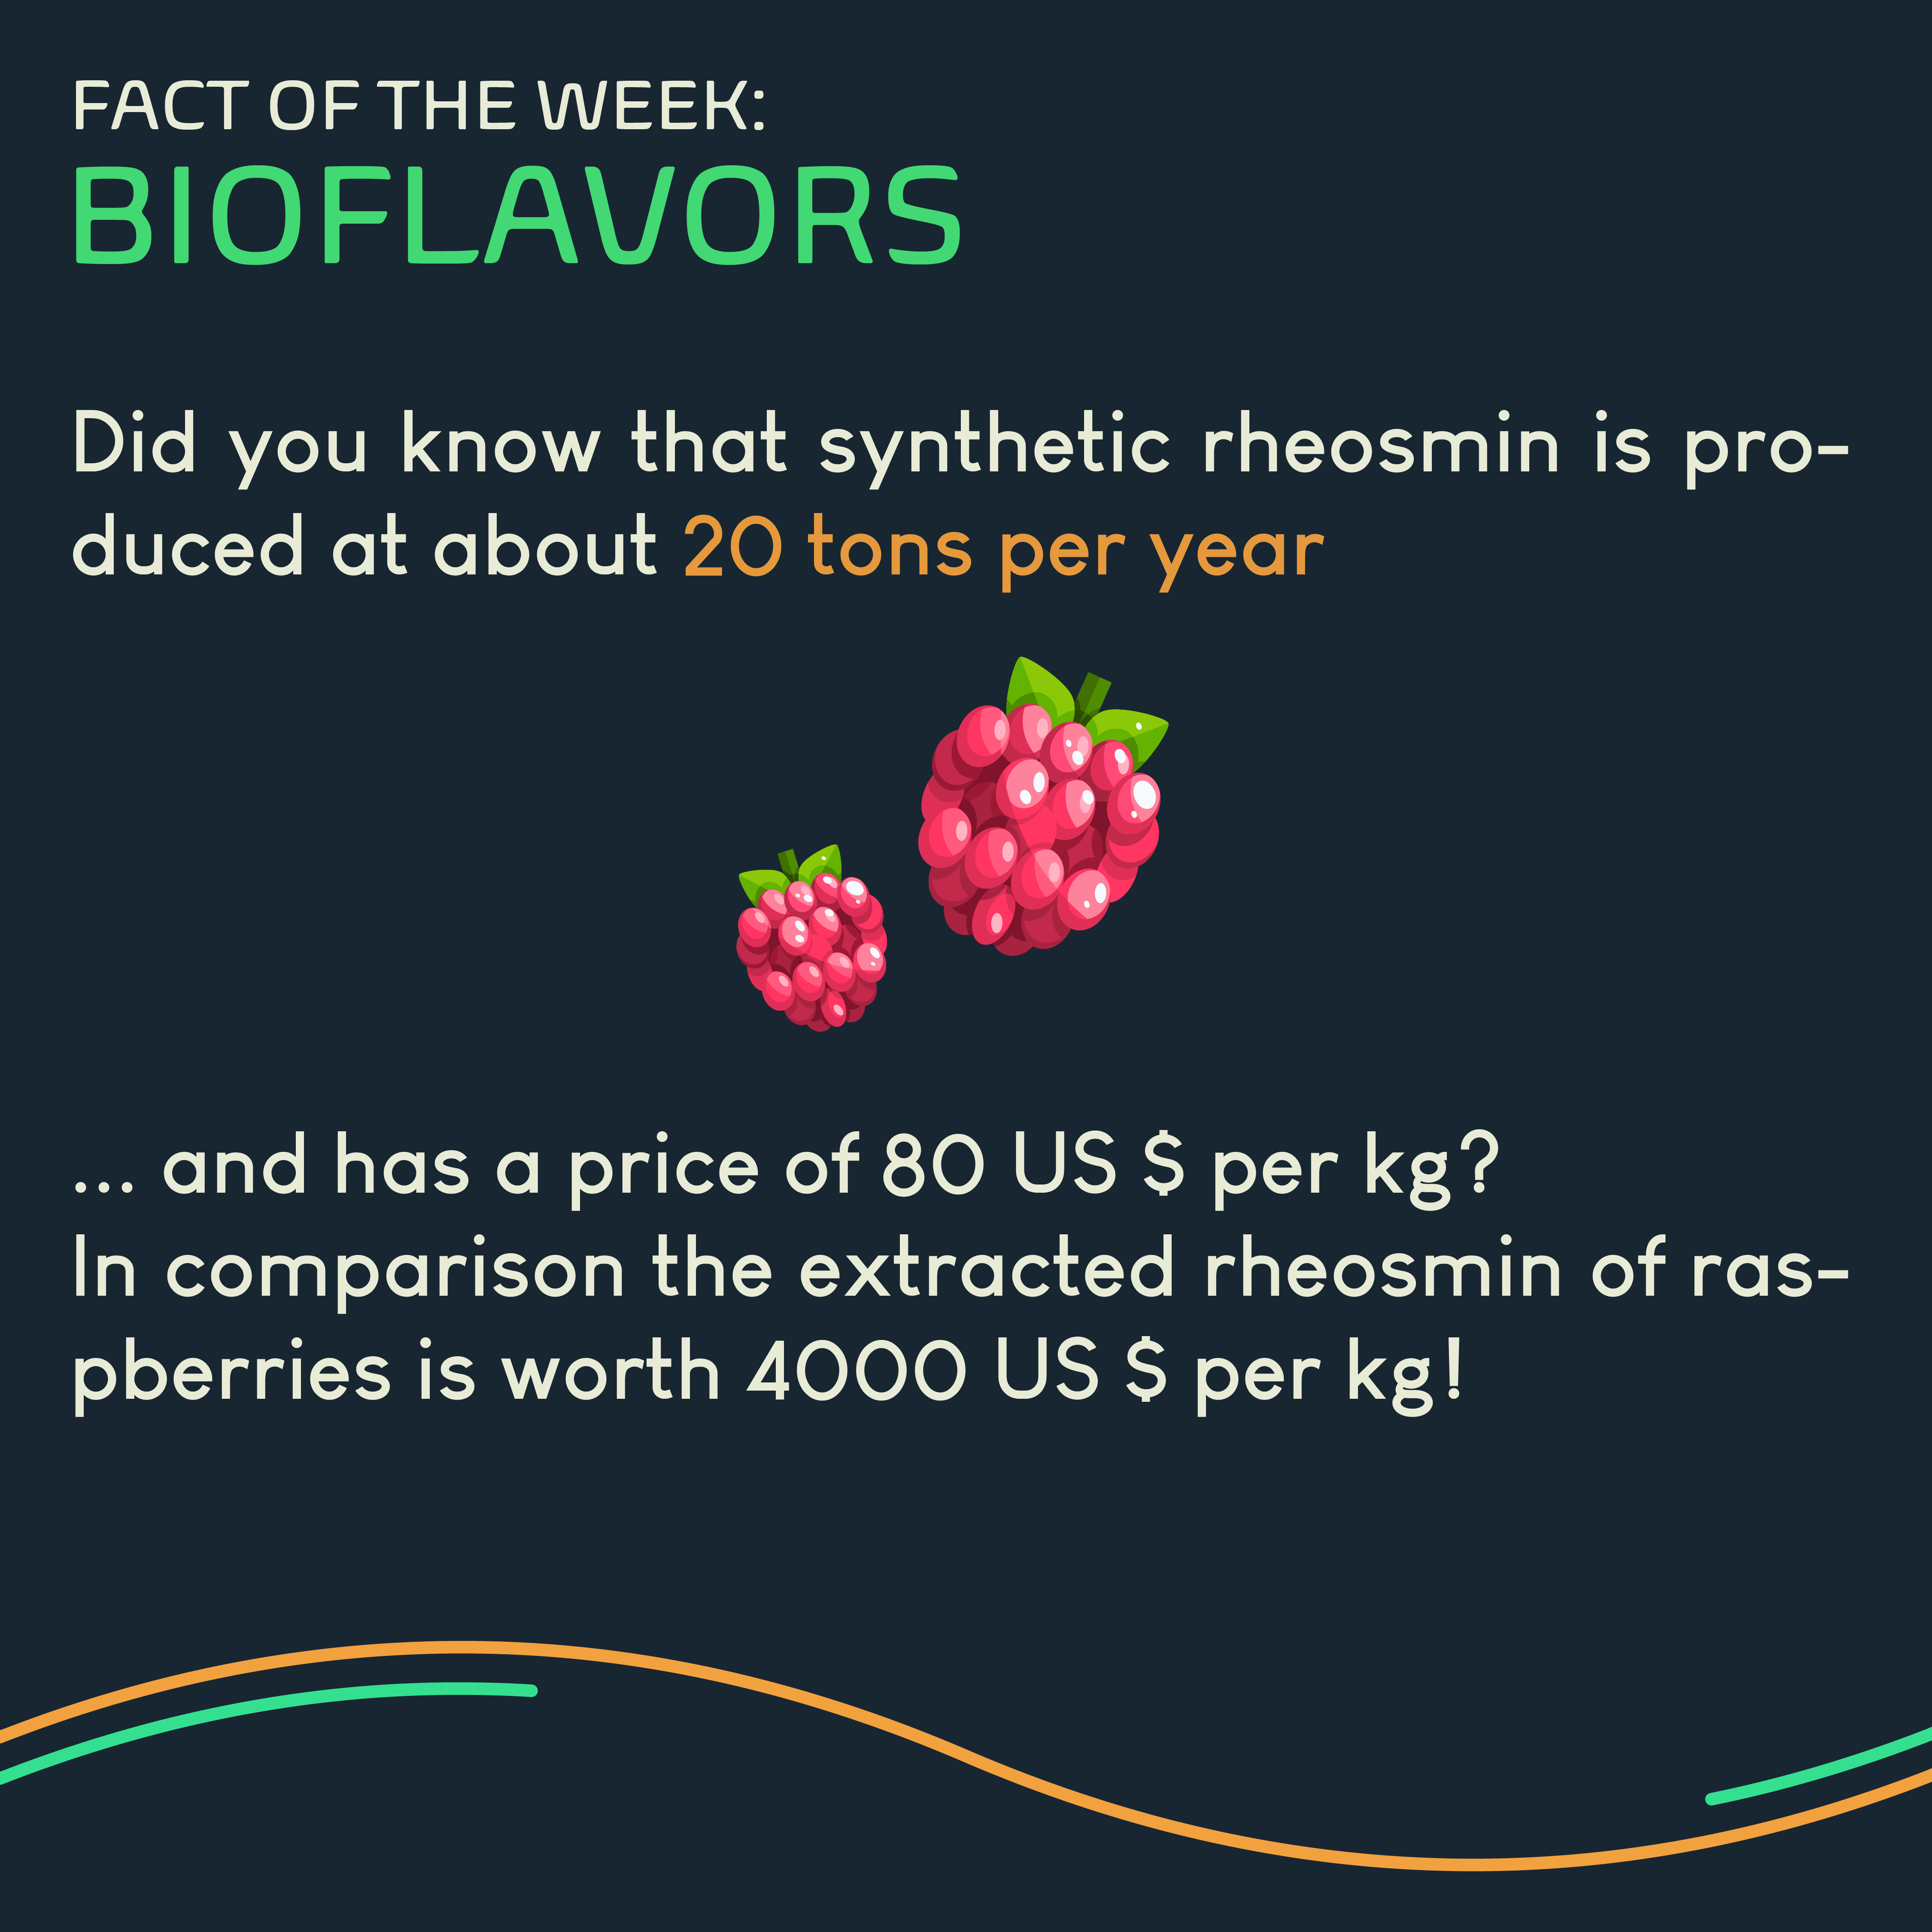 FACT OF THE WEEK:
BIOFLAVORS
Did you know that synthetic rheosmin is pro-
duced at about 20 tons per year
... and has a price of 80 US $ per kg?
In comparison the extracted rheosmin of ras-
pberries is worth 4000 US $ per kg!